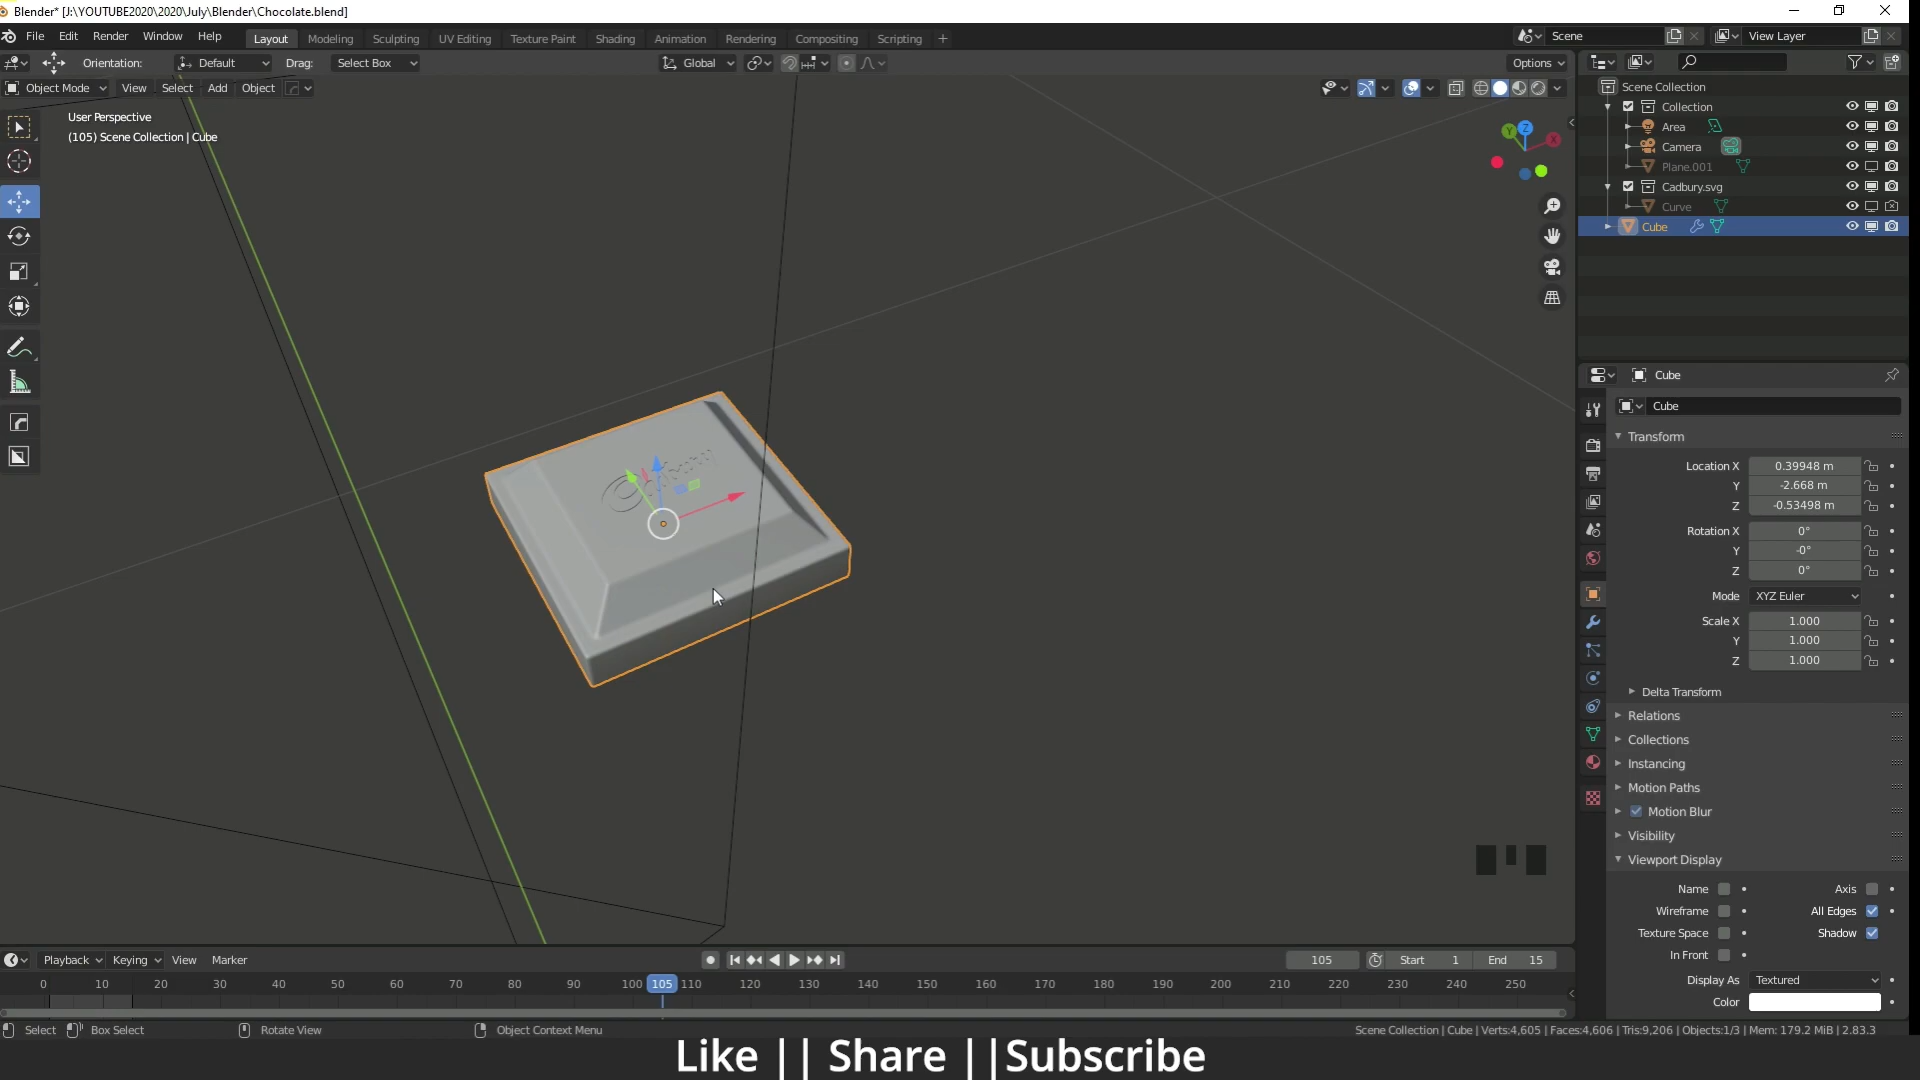 Blender* [J:\YOUTUBE2020\2020\July\Blender\Chocolate.blend]
File Edit Render Window Help Layout Modeling Sculpting UV Editing Texture Paint Shading Animation Rendering Compositing Scripting + Scene View Layer
Orientation: Default Drag: Select Box Global Options
Object Mode View Select Add Object
User Perspective
(105) Scene Collection | Cube
Z
Y
X
Scene Collection
Collection
Area
Camera
Plane.001
Cadbury.svg
Curve
Cube
Cube
Cube
Transform
Location X 0.39948 m
Y -2.668 m
Z -0.53498 m
Rotation X 0°
Y -0°
Z 0°
Mode XYZ Euler
Scale X 1.000
Y 1.000
Z 1.000
Delta Transform
Relations
Collections
Instancing
Motion Paths
Motion Blur
Visibility
Viewport Display
Name Axis
Wireframe All Edges
Texture Space Shadow
In Front
Display As Textured
Color
Playback Keying View Marker 105 Start 1 End 15
0 10 20 30 40 50 60 70 80 90 100 105 110 120 130 140 150 160 170 180 190 200 210 220 230 240 250
Select Box Select Rotate View Object Context Menu Scene Collection | Cube | Verts:4,605 | Faces:4,606 | Tris:9,206 | Objects:1/3 | Mem: 179.2 MiB | 2.83.3
Like || Share ||Subscribe